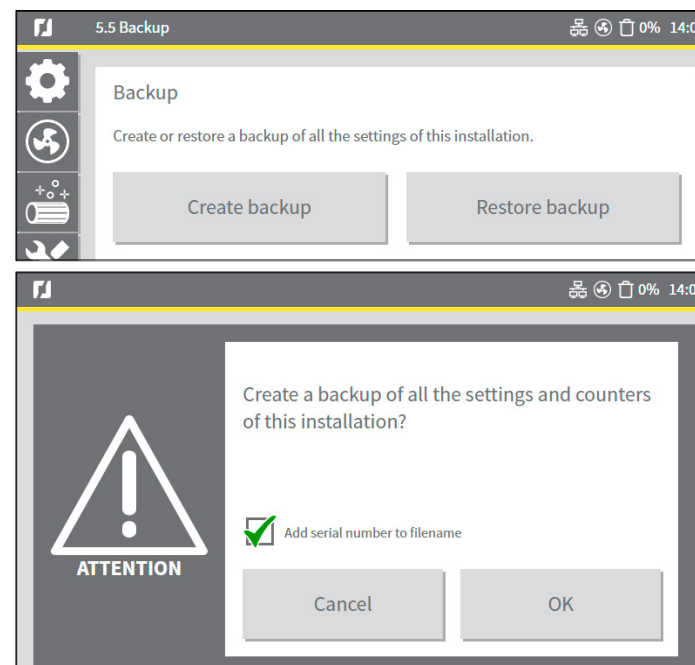 5.5 Backup
0% 14:0
Backup
Create or restore a backup of all the settings of this installation.
Create backup
Restore backup
0% 14:0
Create a backup of all the settings and counters
of this installation?
Add serial number to filename
ATTENTION
Cancel
OK